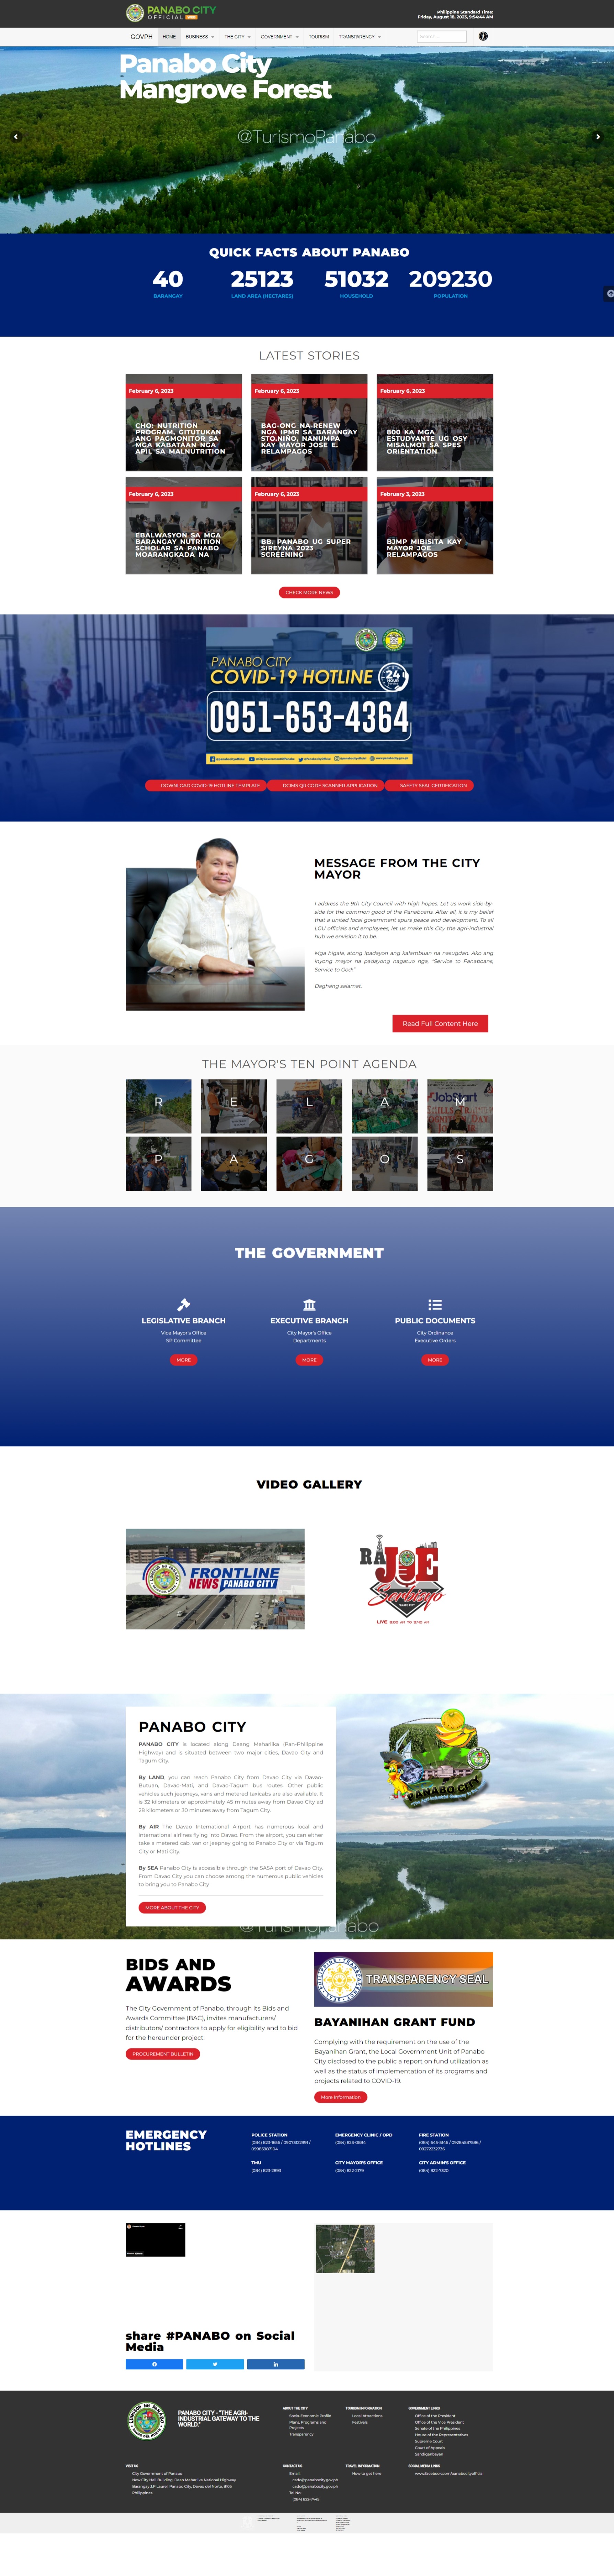 PANABO CITY
OFFICIAL
Philippine Standard Time:
Friday, August 18, 2023, 9:54:44 AM
GOVPH HOME BUSINESS THE CITY GOVERNMENT TOURISM TRANSPARENCY Search...
Panabo City
Mangrove Forest
@TurismoPanabo
QUICK FACTS ABOUT PANABO
40 25123 51032 209230
BARANGAY LAND AREA (HECTARES) HOUSEHOLD POPULATION
LATEST STORIES
February 6, 2023
CHO: NUTRITION
PROGRAM, GITUTUKAN
ANG PAGMONITOR SA
MGA KABATAAN NGA
APIL SA MALNUTRITION
February 6, 2023
BAG-ONG NA-RENEW
NGA IPMR SA BARANGAY
STO.NIÑO, NANUMPA
KAY MAYOR JOSE E.
RELAMPAGOS
February 6, 2023
800 KA MGA
ESTUDYANTE UG OSY
MISALMOT SA SPES
ORIENTATION
February 6, 2023
EBALWASYON SA MGA
BARANGAY NUTRITION
SCHOLAR SA PANABO
MOARANGKADA NA
February 6, 2023
BB. PANABO UG SUPER
SIREYNA 2023
SCREENING
February 3, 2023
BJMP MIBISITA KAY
MAYOR JOE
RELAMPAGOS
CHECK MORE NEWS
PANABO CITY
COVID-19 HOTLINE
24
0951-653-4364
DOWNLOAD COVID-19 HOTLINE TEMPLATE DCIMS QR CODE SCANNER APPLICATION SAFETY SEAL CERTIFICATION
MESSAGE FROM THE CITY
MAYOR
I address the 9th City Council with high hopes. Let us work side-by-
side for the common good of the Panaboans. After all, it is my belief
that a united local government spurs peace and development. To all
LGU officials and employees, let us make this City the agri-industrial
hub we envision it to be.
Mga higala, atong ipadayon ang kalambuan na nasugdan. Ako ang
inyong mayor na padayong nagatuo nga, "Service to Panaboans,
Service to God!"
Daghang salamat.
Read Full Content Here
THE MAYOR'S TEN POINT AGENDA
R E L A M
JobStart
P A G O S
THE GOVERNMENT
LEGISLATIVE BRANCH
Vice Mayor's Office
SP Committee
MORE
EXECUTIVE BRANCH
City Mayor's Office
Departments
MORE
PUBLIC DOCUMENTS
City Ordinance
Executive Orders
MORE
VIDEO GALLERY
FRONTLINE
NEWS PANABO CITY
RA JOE
Serbisyo
PANABO CITY
PANABO CITY is located along Daang Maharlika (Pan-Philippine
Highway) and is situated between two major cities, Davao City and
Tagum City.
By LAND, you can reach Panabo City from Davao City via Davao-
Butuan, Davao-Mati, and Davao-Tagum bus routes. Other public
vehicles such jeepneys, vans and metered taxicabs are also available. It
is 32 kilometers or approximately 45 minutes away from Davao City ad
28 kilometers or 30 minutes away from Tagum City.
By AIR The Davao International Airport has numerous local and
international airlines flying into Davao. From the airport, you can either
take a metered cab, van or jeepney going to Panabo City or via Tagum
City or Mati City.
By SEA Panabo City is accessible through the SASA port of Davao City.
From Davao City you can choose among the numerous public vehicles
to bring you to Panabo City
MORE ABOUT THE CITY
PANABO CITY
@TurismoPanabo
BIDS AND
AWARDS
The City Government of Panabo, through its Bids and
Awards Committee (BAC), invites manufacturers/
distributors/ contractors to apply for eligibility and to bid
for the hereunder project:
PROCUREMENT BULLETIN
TRANSPARENCY SEAL
BAYANIHAN GRANT FUND
Complying with the requirement on the use of the
Bayanihan Grant, the Local Government Unit of Panabo
City disclosed to the public a report on fund utilization as
well as the status of implementation of its programs and
projects related to COVID-19.
More Information
EMERGENCY
HOTLINES
POLICE STATION
EMERGENCY CLINIC / OPD
(084) 823-0884
FIRE STATION
TMU
(084) 823-2893
CITY MAYOR'S OFFICE
(084) 822-2179
CITY ADMIN'S OFFICE
(084) 822-7320
share #PANABO on Social
Media
PANABO CITY - "THE AGRI-
INDUSTRIAL GATEWAY TO THE
WORLD."
ABOUT THE CITY
Socio Economic Profile
Plans, Programs and
Projects
Transparency
TOURISM INFORMATION
Local Attractions
Festivals
GOVERNMENT LINKS
Office of the President
Office of the Vice President
Senate of the Philippines
House of the Representatives
Supreme Court
Court of Appeals
Sandiganbayan
VISIT US
City Government of Panabo
New City Hall Building, Daan Maharlika National Highway
Barangay J.P Laurel, Panabo City, Davao del Norte, 8105
Philippines
CONTACT US
Email:
Tel No:
(084) 823-7445
TRAVEL INFORMATION
How to get here
SOCIAL MEDIA LINKS
www.facebook.com/panabocityofficial